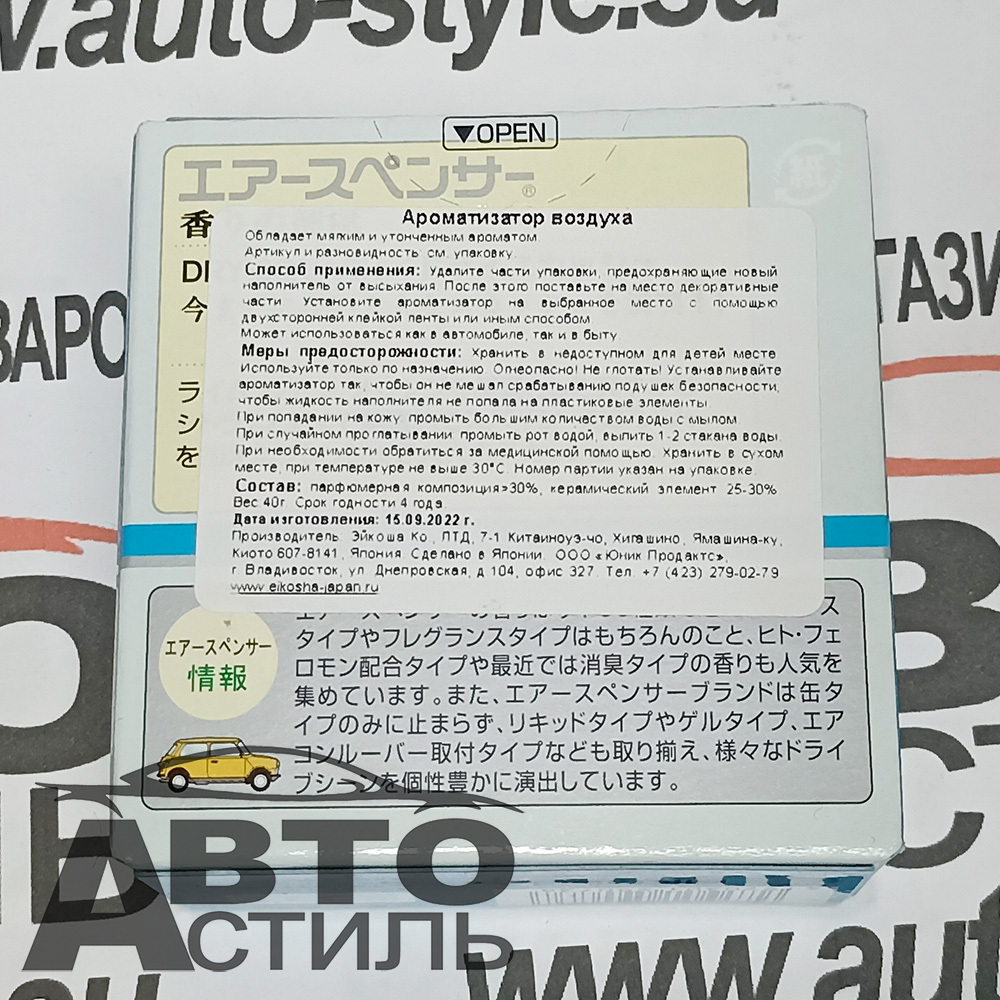 w.auto-style.su
▼OPEN
エアースペンサー®
紙
香
Ароматизатор воздуха
Обладает мягким и утонченным ароматом.
Артикул и разновидность: см. упаковку.
DI
Способ применения: Удалите части упаковки, предохраняющие новый
наполнитель от высыхания. После этого поставьте на место декоративные
今
части. Установите ароматизатор на выбранное место с помощью
двухсторонней клейкой ленты или иным способом.
Может использоваться как в автомобиле, так и в быту.
Меры предосторожности: Хранить в недоступном для детей месте.
Используйте только по назначению. Огнеопасно! Не глотать! Устанавливайте
ラ
ароматизатор так, чтобы он не мешал срабатыванию подушек безопасности,
чтобы жидкость наполнителя не попала на пластиковые элементы.
シ
При попадании на кожу: промыть большим количеством воды с мылом.
При случайном проглатывании: промыть рот водой, выпить 1-2 стакана воды.
を
При необходимости обратиться за медицинской помощью. Хранить в сухом
месте, при температуре не выше 30°С. Номер партии указан на упаковке.
Состав: парфюмерная композиция>30%, керамический элемент 25-30%
Вес 40г. Срок годности 4 года.
Дата изготовления: 15.09.2022 г.
Производитель: Эйкоша Ко., ЛТД, 7-1 Китаиноуэ-чо, Хигашино, Ямашина-ку,
Киото 607-8141, Япония. Сделано в Японии. ООО «Юник Продактс»,
г. Владивосток, ул. Днепровская, д.104, офис 327. Тел. +7 (423) 279-02-79
www.eikosha-japan.ru
エアースペンサー
情報
タイプやフレグランスタイプはもちろんのこと、ヒト・フェ
ロモン配合タイプや最近では消臭タイプの香りも人気を
集めています。また、エアースペンサーブランドは缶タ
イプのみに止まらず、リキッドタイプやゲルタイプ、エア
コンルーバー取付タイプなども取り揃え、様々なドライ
ブシーンを個性豊かに演出しています。
АВТО
СТИЛЬ
www.auto